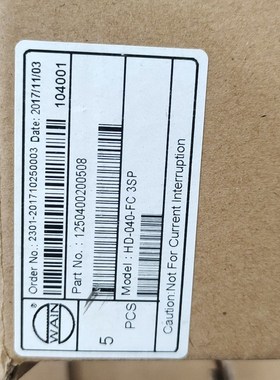 WAIN
®
Order No.: 2301-201710250003 Date: 2017/11/03
Part No. : 1250400200508
104001
5
PCS
Model : HD-040-FC 3SP
Caution:Not For Current Interruption